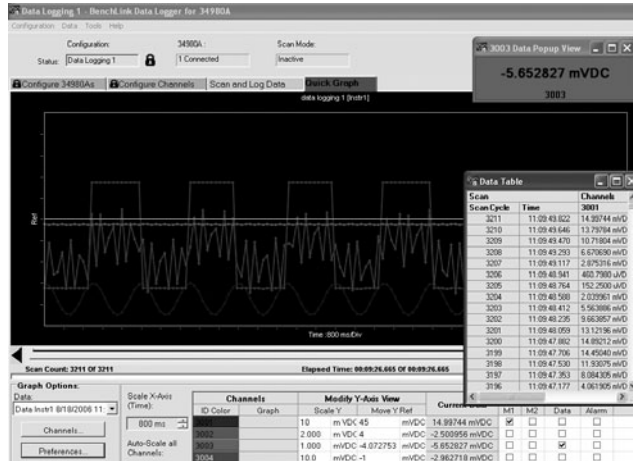 Data Logging 1 - BenchLink Data Logger for 34980A
Configuration Data Tools Help
Configuration: 34980A : Scan Mode:
Status: Data Logging 1 1 Connected Inactive
Configure 34980As Configure Channels Scan and Log Data Quick Graph
data logging 1 [Instr1]
3003 Data Popup View
-5.652827 mVDC
3003
Ref
Time :800 ms/Div
Data Table
Scan Channels
Scan Cycle Time 3001
3211 11:09:49.822 14.99744 mVD
3210 11:09:49.646 13.79784 mVD
3209 11:09:49.470 10.71804 mVD
3208 11:09:49.293 6.670690 mVD
3207 11:09:49.117 2.875316 mVD
3206 11:09:48.941 460.7980 uVD
3205 11:09:48.764 152.2500 uVD
3204 11:09:48.588 2.039961 mVD
3203 11:09:48.412 5.563886 mVD
3202 11:09:48.235 9.663857 mVD
3201 11:09:48.059 13.12196 mVD
3200 11:09:47.882 14.89212 mVD
3199 11:09:47.706 14.45040 mVD
3198 11:09:47.530 11.93075 mVD
3197 11:09:47.353 8.084305 mVD
3196 11:09:47.177 4.061905 mVD
Scan Count: 3211 Of 3211 Elapsed Time: 00:09:26.665 Of 00:09:26.665
Graph Options:
Data:
Data Instr1 8/18/2006 11:
Channels...
Preferences...
Scale X-Axis
(Time):
800 ms
Auto-Scale all
Channels:
Channels Modify Y-Axis View
ID Color Graph Scale Y Move Y Ref M1 M2 Data Alarm
3001 10 m VDC 45 mVDC 14.99744 mVDC
3002 2.000 m VDC 4 mVDC -2.500956 mVDC
3003 1.000 mVDC -4.072753 mVDC -5.652827 mVDC
3004 10.0 mVDC -1 mVDC -2.962718 mVDC